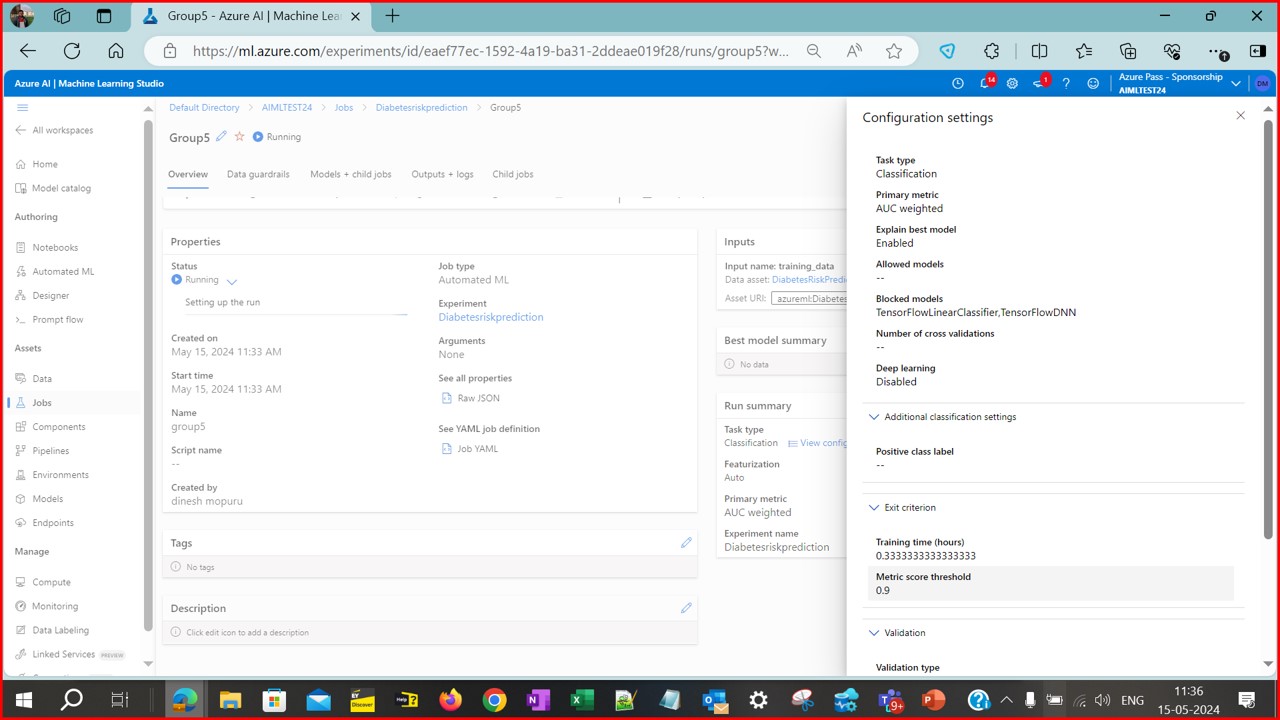 Group5 - Azure AI | Machine Lea
https://ml.azure.com/experiments/id/eaef77ec-1592-4a19-ba31-2ddeae019f28/runs/group5?w...
Azure AI | Machine Learning Studio
14
1
Azure Pass - Sponsorship
AIMLTEST24
DM
All workspaces
Home
Model catalog
Authoring
Notebooks
Automated ML
Designer
Prompt flow
Assets
Data
Jobs
Components
Pipelines
Environments
Models
Endpoints
Manage
Compute
Monitoring
Data Labeling
Linked Services PREVIEW
Default Directory > AIMLTEST24 > Jobs > Diabetesriskprediction > Group5
Group5 Running
Overview Data guardrails Models + child jobs Outputs + logs Child jobs
Properties
Status
Running
Setting up the run
Created on
May 15, 2024 11:33 AM
Start time
May 15, 2024 11:33 AM
Name
group5
Script name
--
Created by
dinesh mopuru
Job type
Automated ML
Experiment
Diabetesriskprediction
Arguments
None
See all properties
Raw JSON
See YAML job definition
Job YAML
Tags
No tags
Description
Click edit icon to add a description
Inputs
Input name: training_data
Data asset: DiabetesRiskPredi
Asset URI: azureml:Diabetes
Best model summary
No data
Run summary
Task type
Classification View config
Featurization
Auto
Primary metric
AUC weighted
Experiment name
Diabetesriskprediction
Configuration settings
Task type
Classification
Primary metric
AUC weighted
Explain best model
Enabled
Allowed models
--
Blocked models
TensorFlowLinearClassifier,TensorFlowDNN
Number of cross validations
--
Deep learning
Disabled
Additional classification settings
Positive class label
--
Exit criterion
Training time (hours)
0.3333333333333333
Metric score threshold
0.9
Validation
Validation type
ENG
11:36
15-05-2024